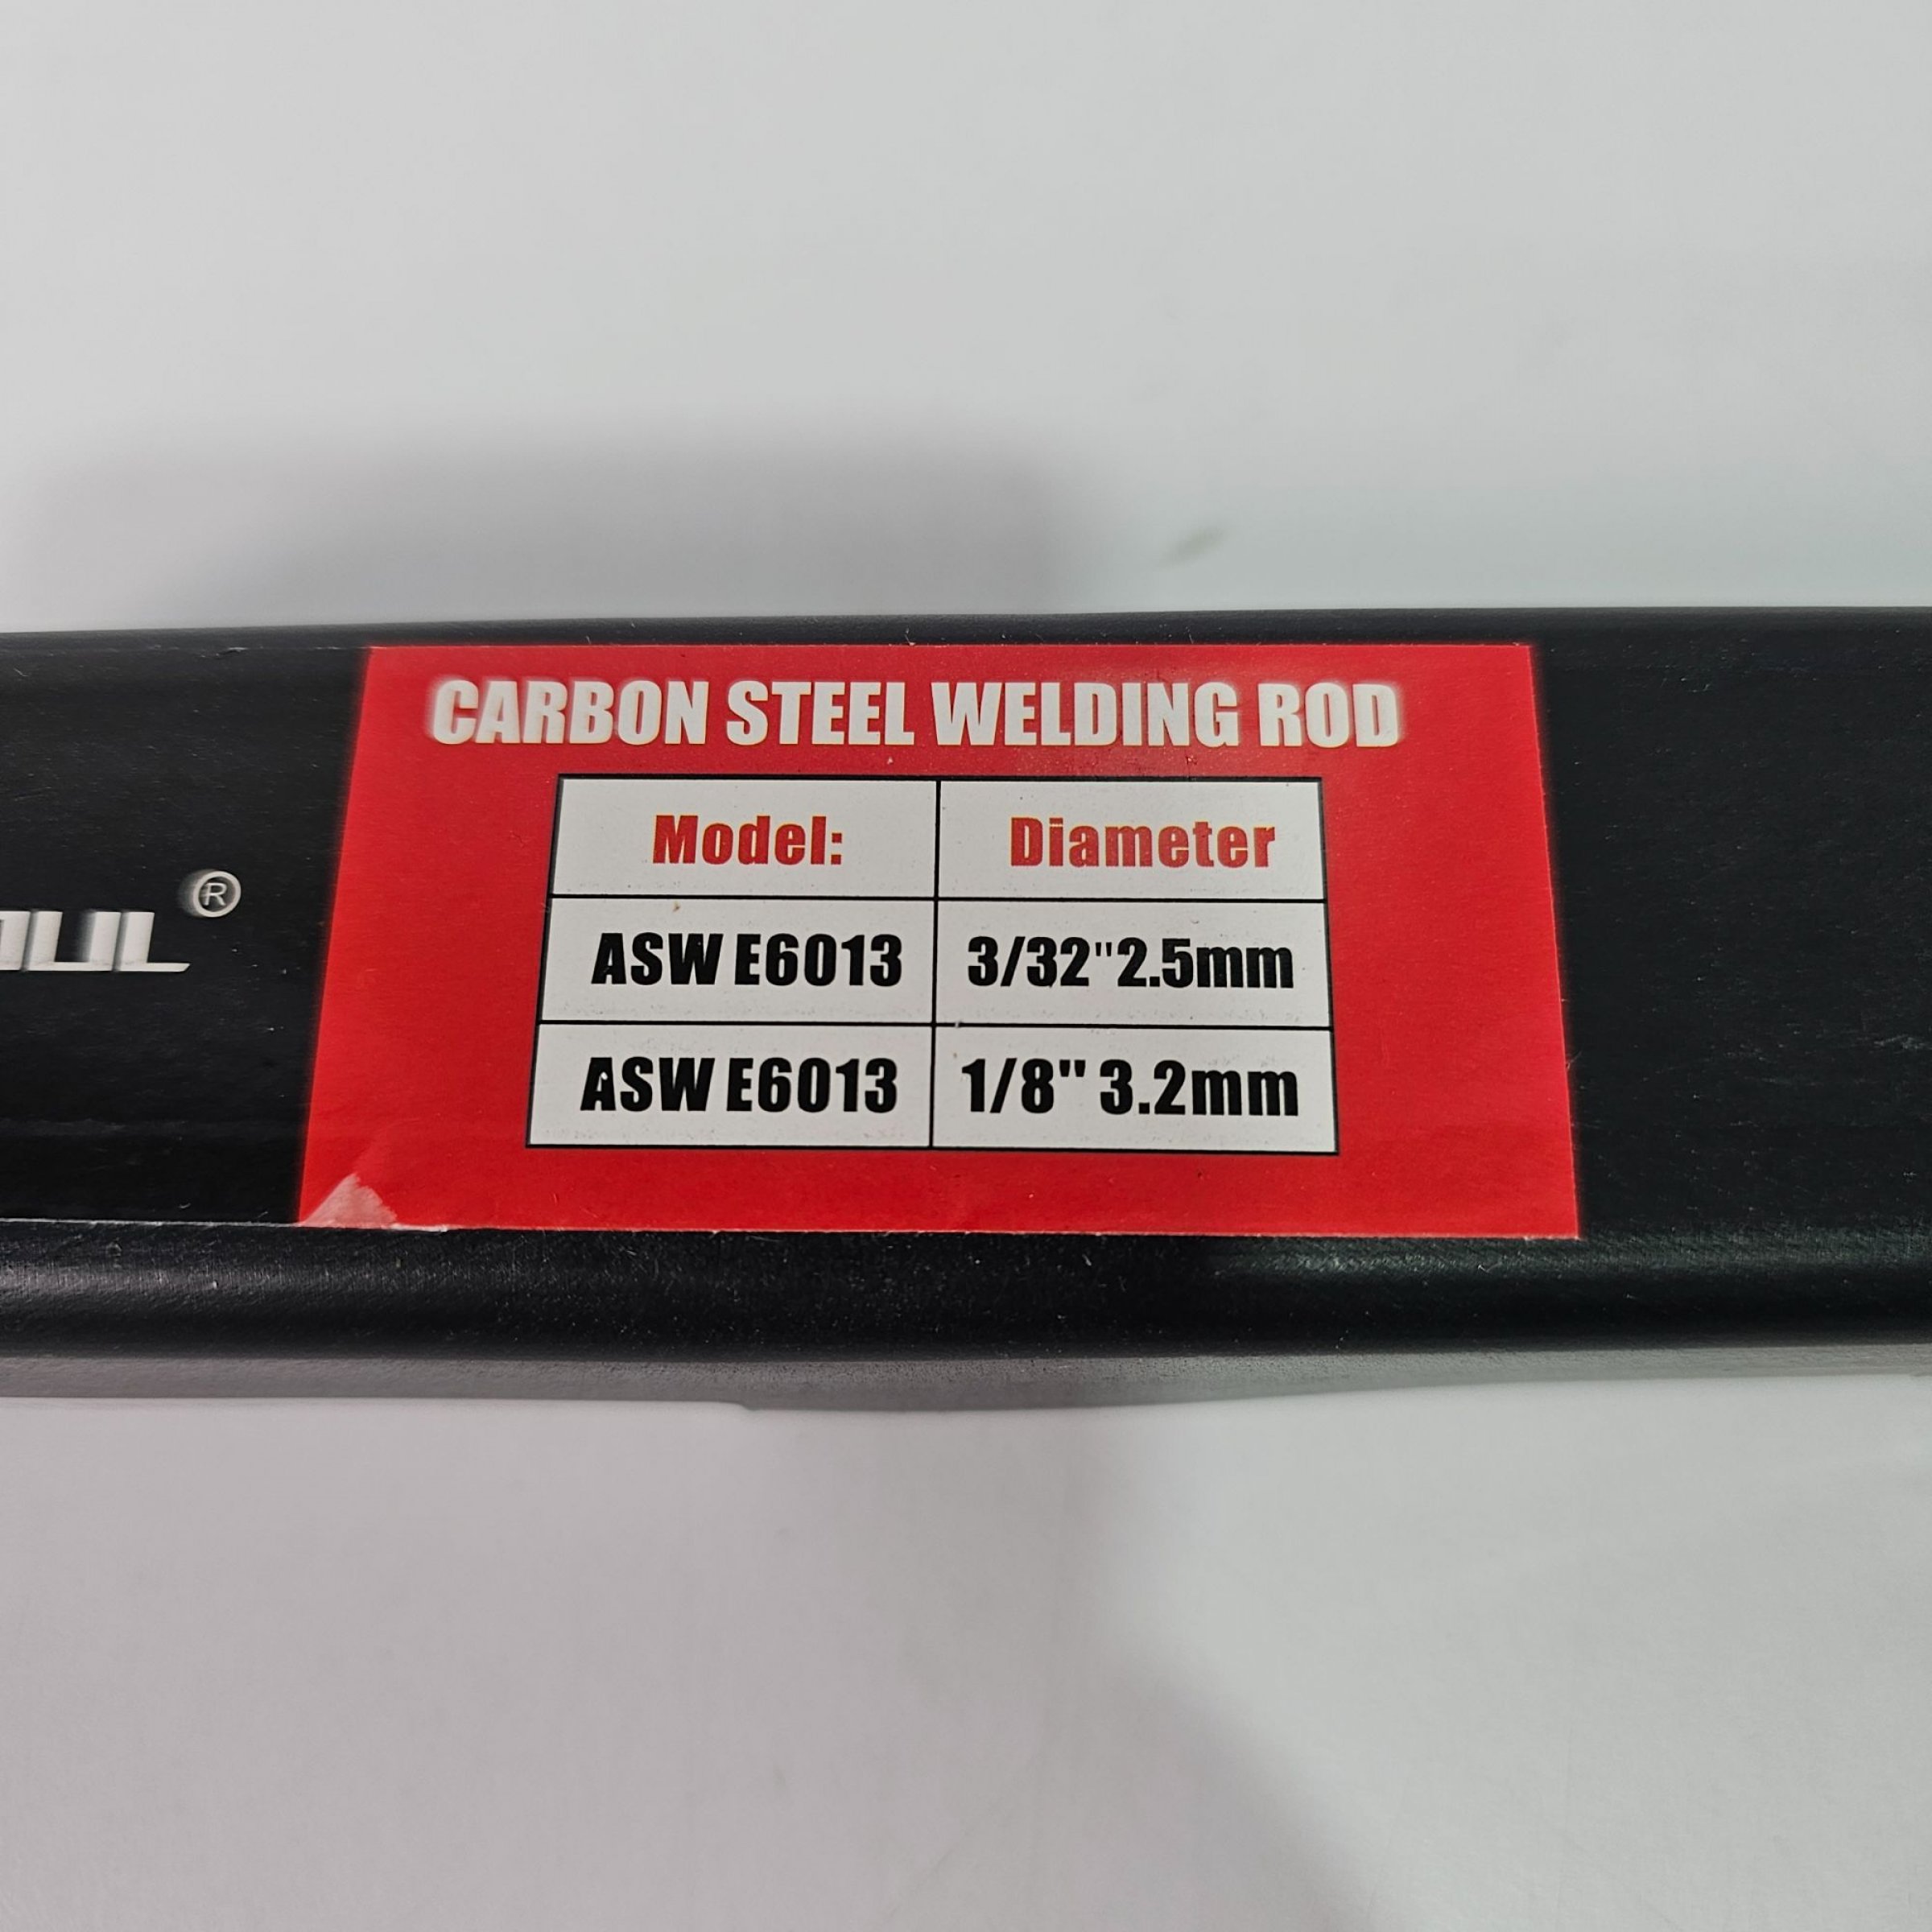 CARBON STEEL WELDING ROD
Model: Diameter
®
ASW E6013 3/32"2.5mm
ASW E6013 1/8" 3.2mm